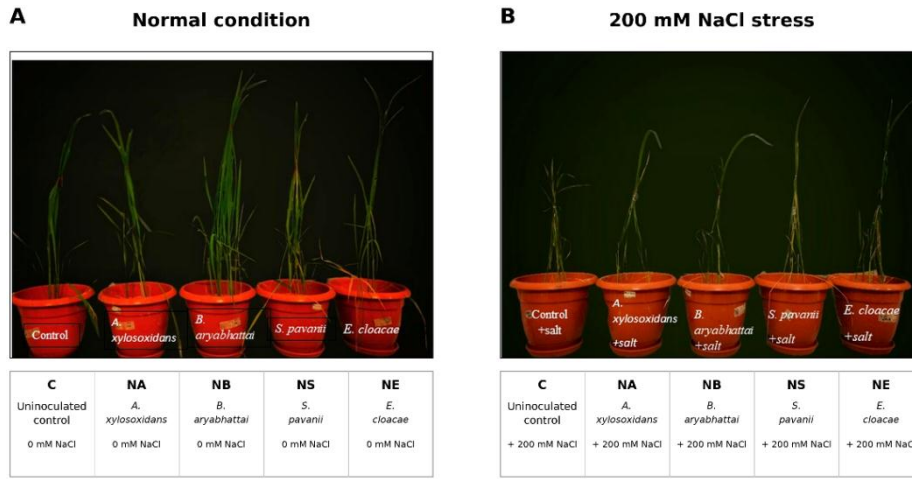 A
Normal condition
Control
A.
xylosoxidans
B.
aryabhattai
S. pavanii
E. cloacae
C
Uninoculated
control
0 mM NaCl
NA
A.
xylosoxidans
0 mM NaCl
NB
B.
aryabhattai
0 mM NaCl
NS
S.
pavanii
0 mM NaCl
NE
E.
cloacae
0 mM NaCl
B
200 mM NaCl stress
Control
+salt
A.
xylosoxidans
+salt
B.
aryabhattai
+salt
S. pavanii
+salt
E. cloacae
+salt
C
Uninoculated
control
+ 200 mM NaCl
NA
A.
xylosoxidans
+ 200 mM NaCl
NB
B.
aryabhattai
+ 200 mM NaCl
NS
S.
pavanii
+ 200 mM NaCl
NE
E.
cloacae
+ 200 mM NaCl